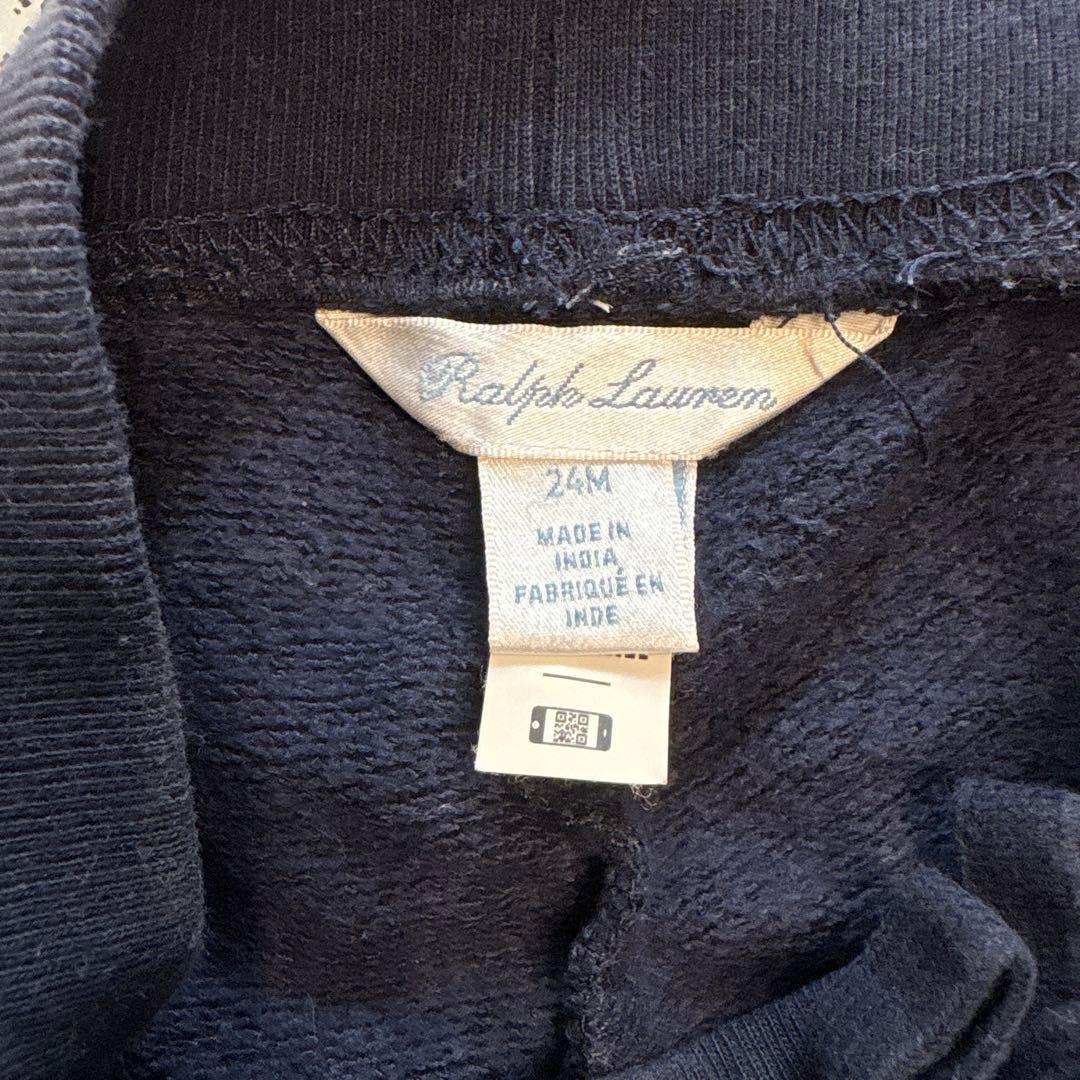 Ralph Lauren
24M
MADE IN
INDIA
FABRIQUÉ EN
INDE